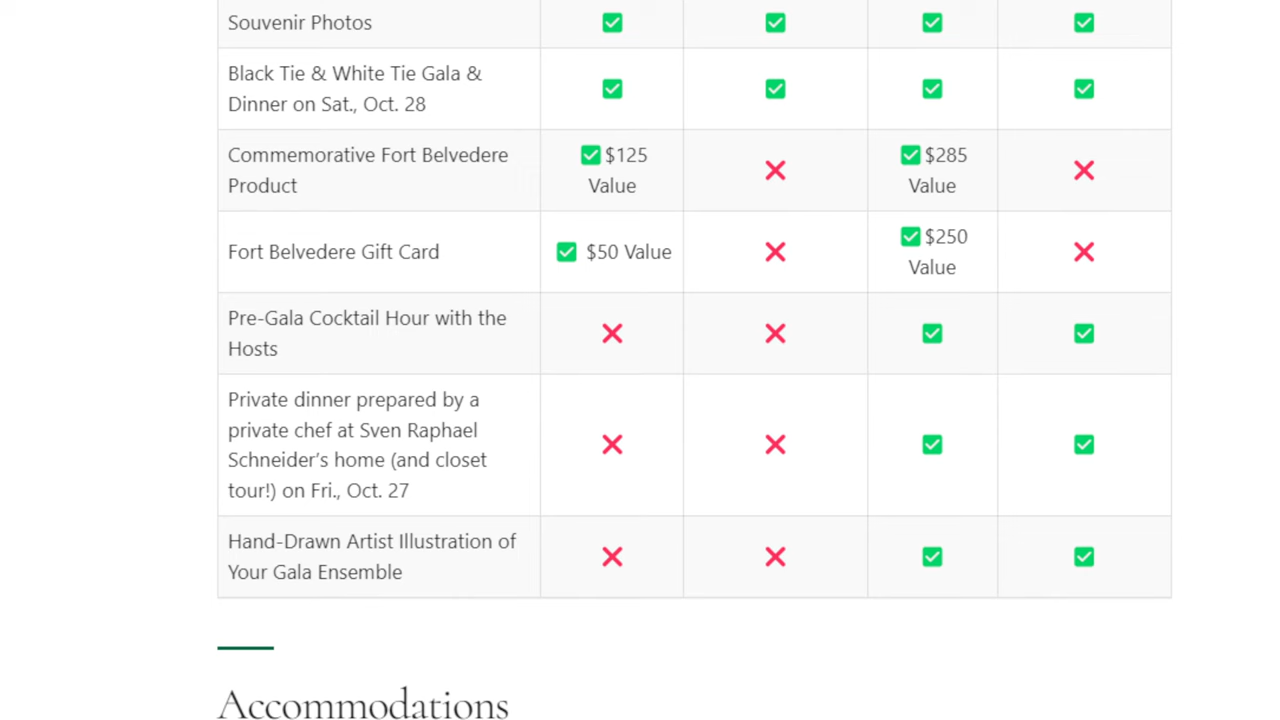 Souvenir Photos
Black Tie & White Tie Gala &
Dinner on Sat., Oct. 28
Commemorative Fort Belvedere
Product
$125
Value
$285
Value
Fort Belvedere Gift Card
$50 Value
$250
Value
Pre-Gala Cocktail Hour with the
Hosts
Private dinner prepared by a
private chef at Sven Raphael
Schneider's home (and closet
tour!) on Fri., Oct. 27
Hand-Drawn Artist Illustration of
Your Gala Ensemble
Accommodations